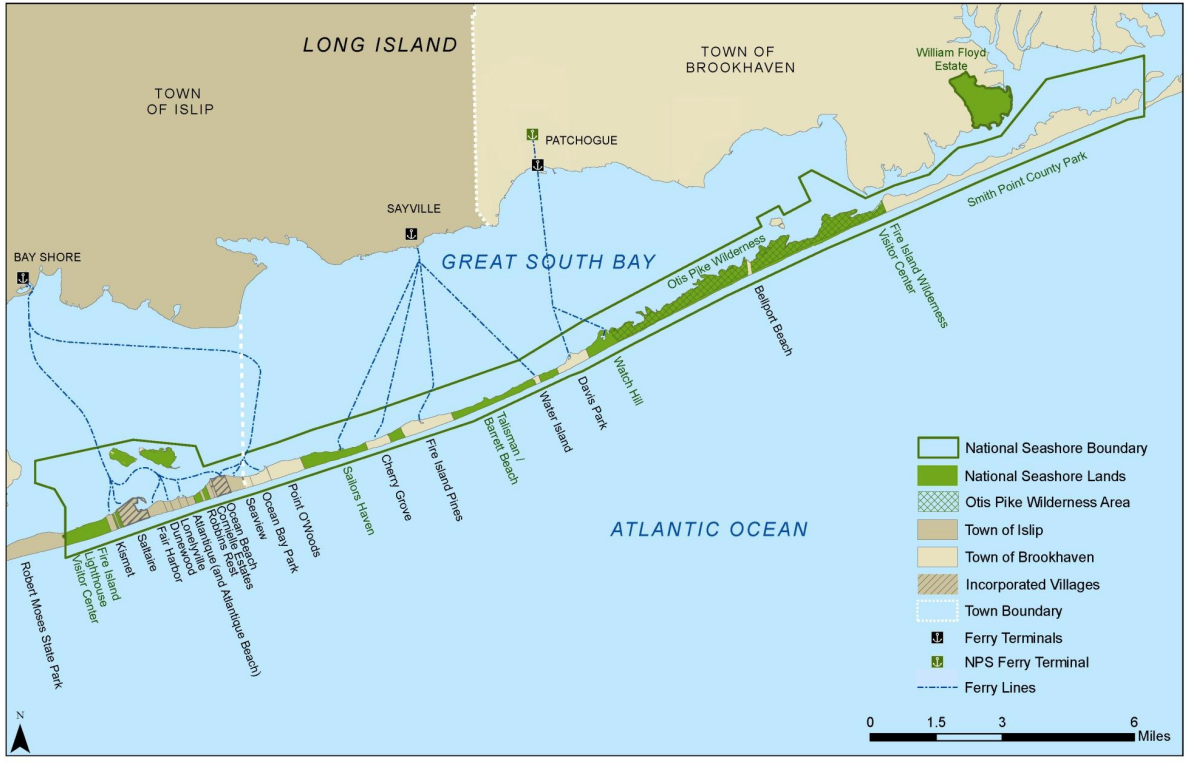 LONG ISLAND
TOWN OF
BROOKHAVEN
William Floyd
Estate
TOWN
OF ISLIP
PATCHOGUE
Smith Point County Park
SAYVILLE
Otis Pike Wilderness
Fire Island Wilderness
Visitor Center
BAY SHORE
GREAT SOUTH BAY
Bellport Beach
Watch Hill
Davis Park
Water Island
Talisman /
Barrett Beach
Fire Island Pines
Cherry Grove
Sailors Haven
Point O'Woods
Ocean Bay Park
Seaview
Ocean Beach
Corneille Estates
Robbins Rest
Atlantique (and Atlantique Beach)
Lonelyville
Dunewood
Fair Harbor
Saltaire
Kismet
Fire Island
Lighthouse
Visitor Center
Robert Moses State Park
ATLANTIC OCEAN
National Seashore Boundary
National Seashore Lands
Otis Pike Wilderness Area
Town of Islip
Town of Brookhaven
Incorporated Villages
Town Boundary
Ferry Terminals
NPS Ferry Terminal
Ferry Lines
N
0 1.5 3 6
Miles